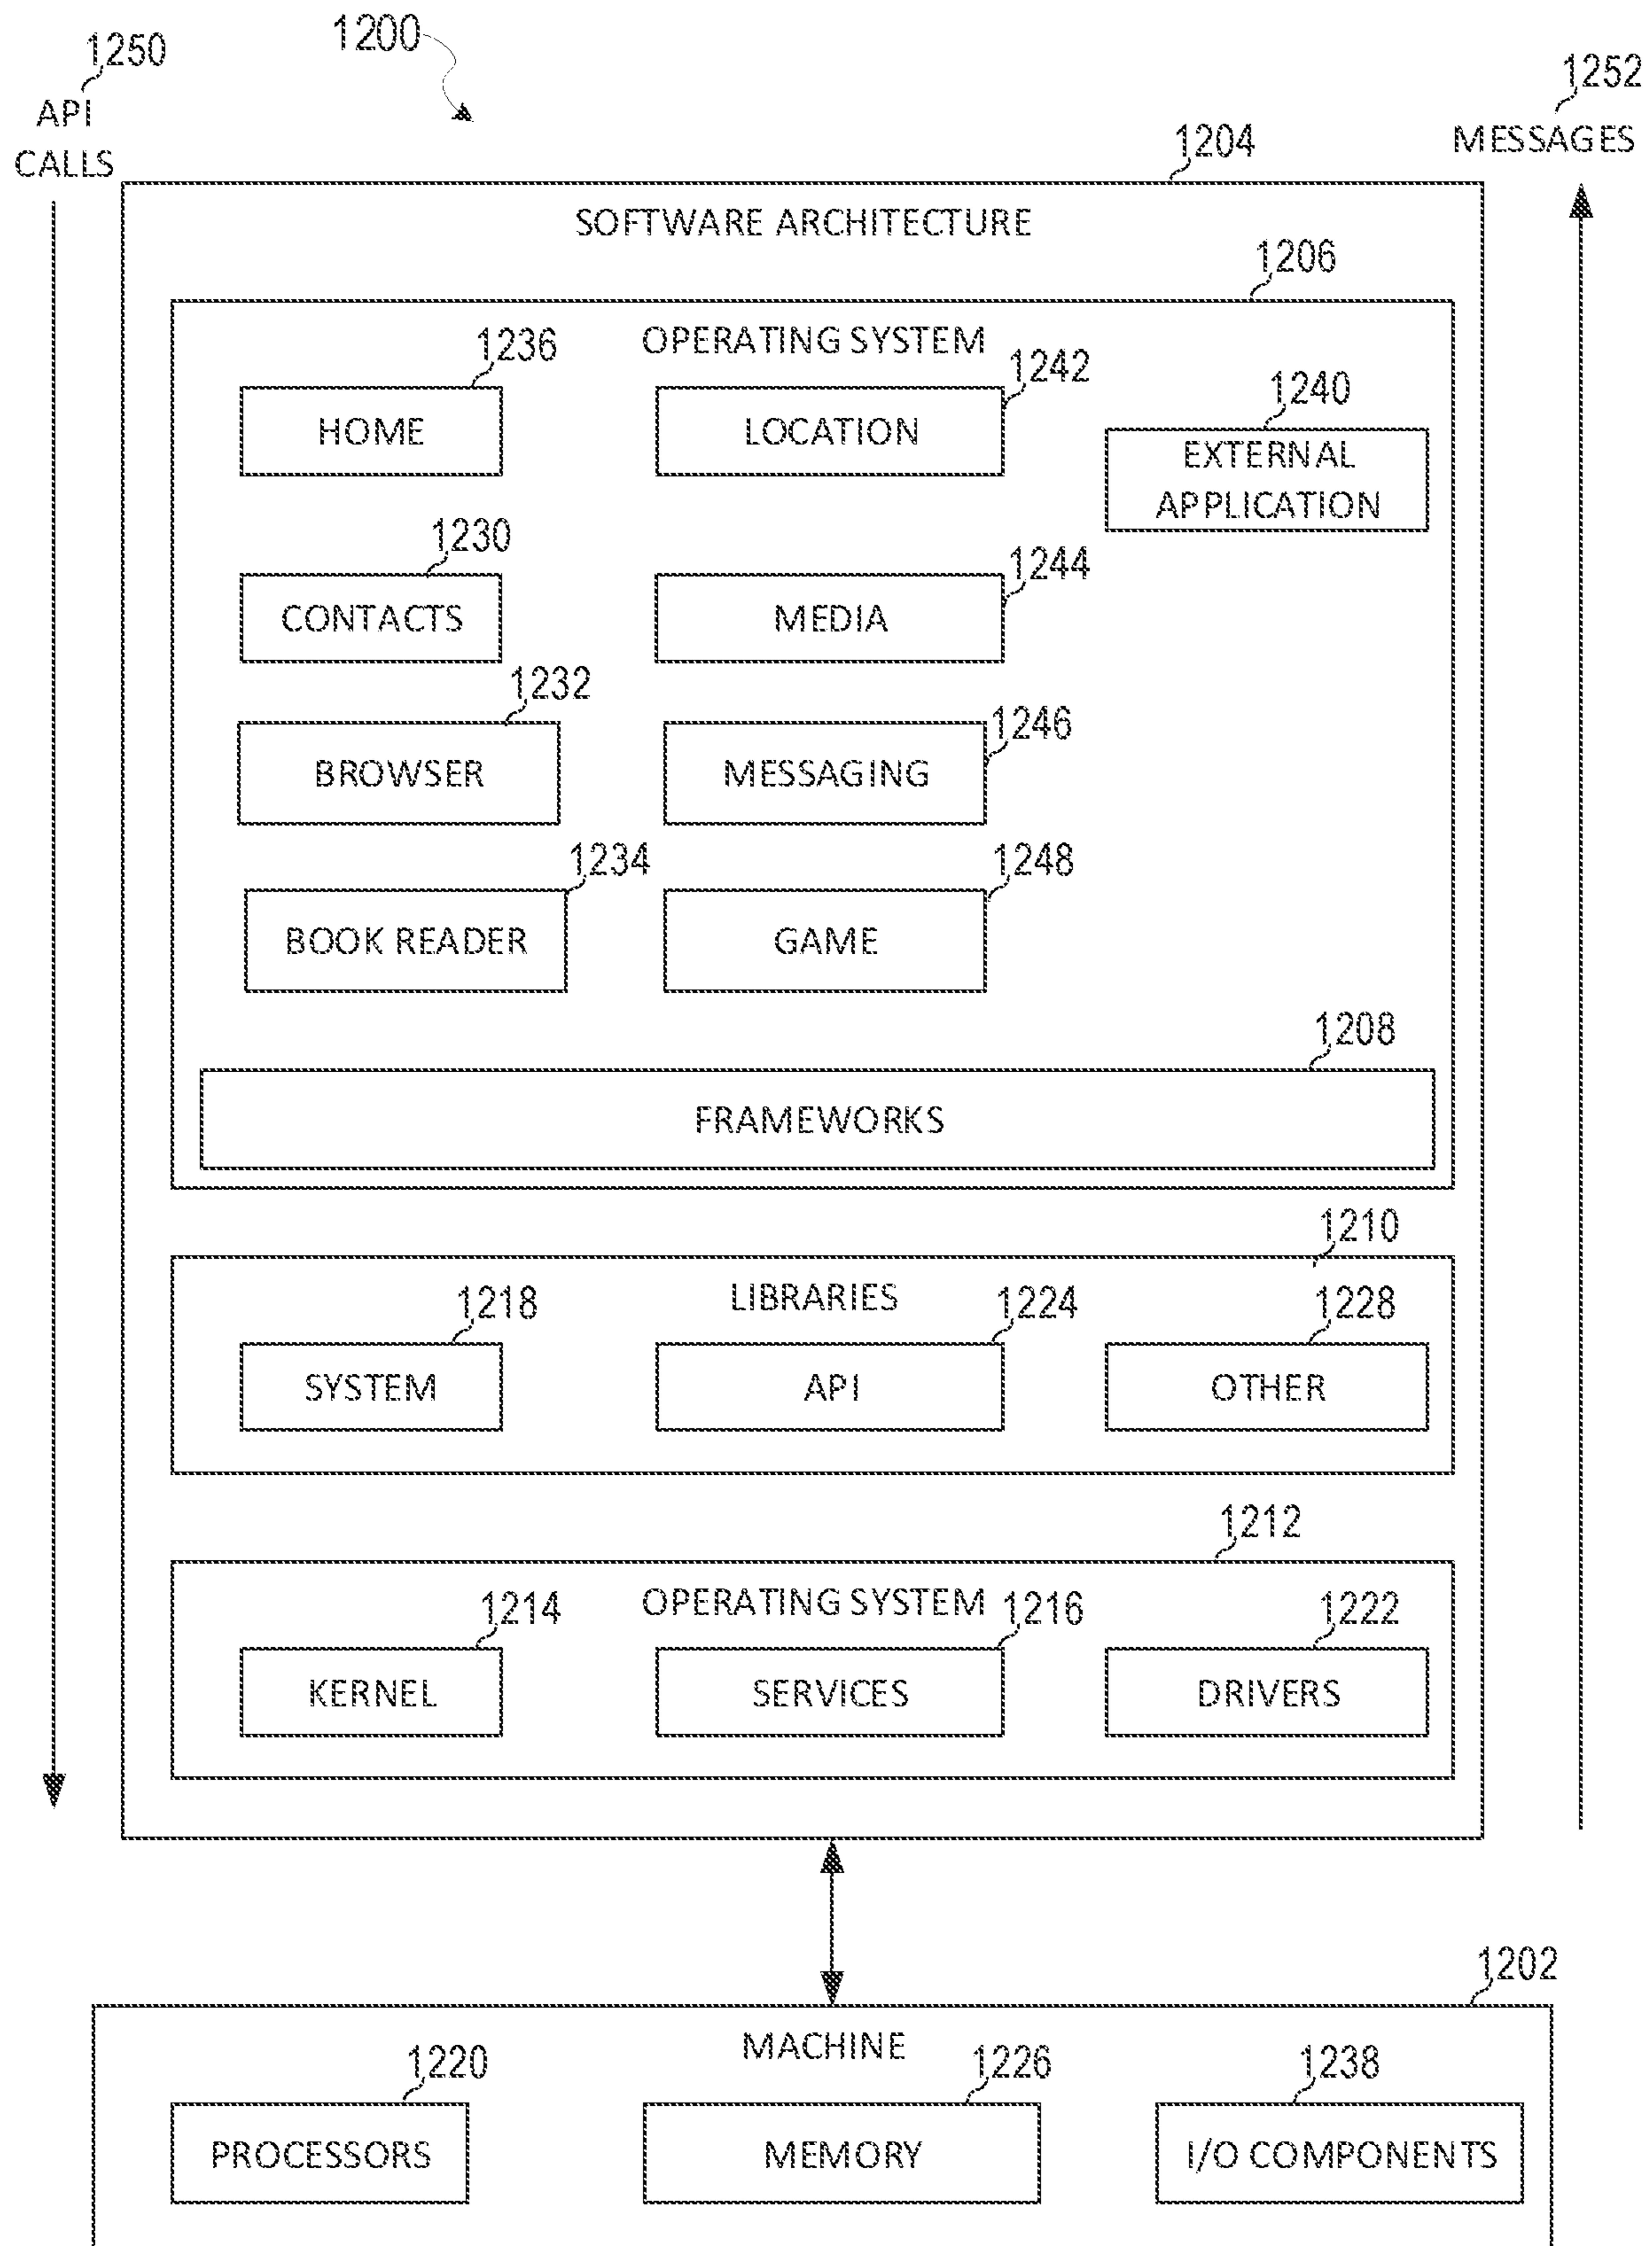 1250
1200
1252
API
CALLS
MESSAGES
1204
SOFTWARE ARCHITECTURE
1206
OPERATING SYSTEM
1236
1242
1240
HOME
LOCATION
EXTERNAL
APPLICATION
1230
1244
CONTACTS
MEDIA
1232
1246
BROWSER
MESSAGING
1234
1248
BOOK READER
GAME
1208
FRAMEWORKS
1210
LIBRARIES
1218
1224
1228
SYSTEM
API
OTHER
1212
OPERATING SYSTEM
1214
1216
1222
KERNEL
SERVICES
DRIVERS
1202
MACHINE
1220
1226
1238
PROCESSORS
MEMORY
I/O COMPONENTS